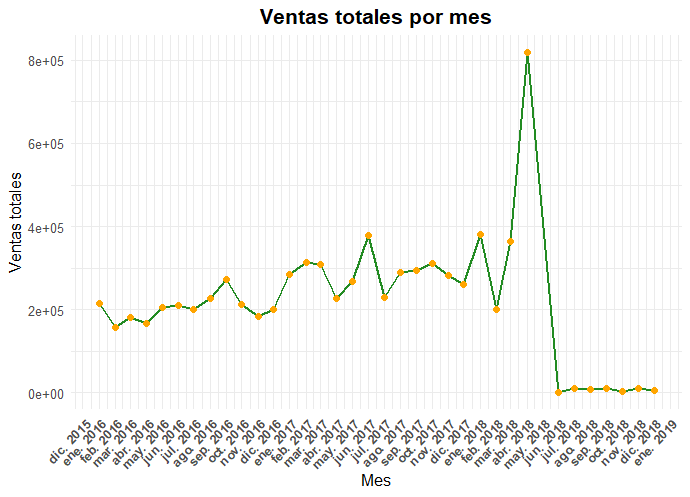 Ventas totales por mes
Ventas totales
8e+05
6e+05
4e+05
2e+05
0e+00
dic. 2015
ene. 2016
feb. 2016
mar. 2016
abr. 2016
may. 2016
jun. 2016
jul. 2016
ago. 2016
sep. 2016
oct. 2016
nov. 2016
dic. 2016
ene. 2017
feb. 2017
mar. 2017
abr. 2017
may. 2017
jun. 2017
jul. 2017
ago. 2017
sep. 2017
oct. 2017
nov. 2017
dic. 2017
ene. 2018
feb. 2018
mar. 2018
abr. 2018
may. 2018
jun. 2018
jul. 2018
ago. 2018
sep. 2018
oct. 2018
nov. 2018
dic. 2018
ene. 2019
Mes